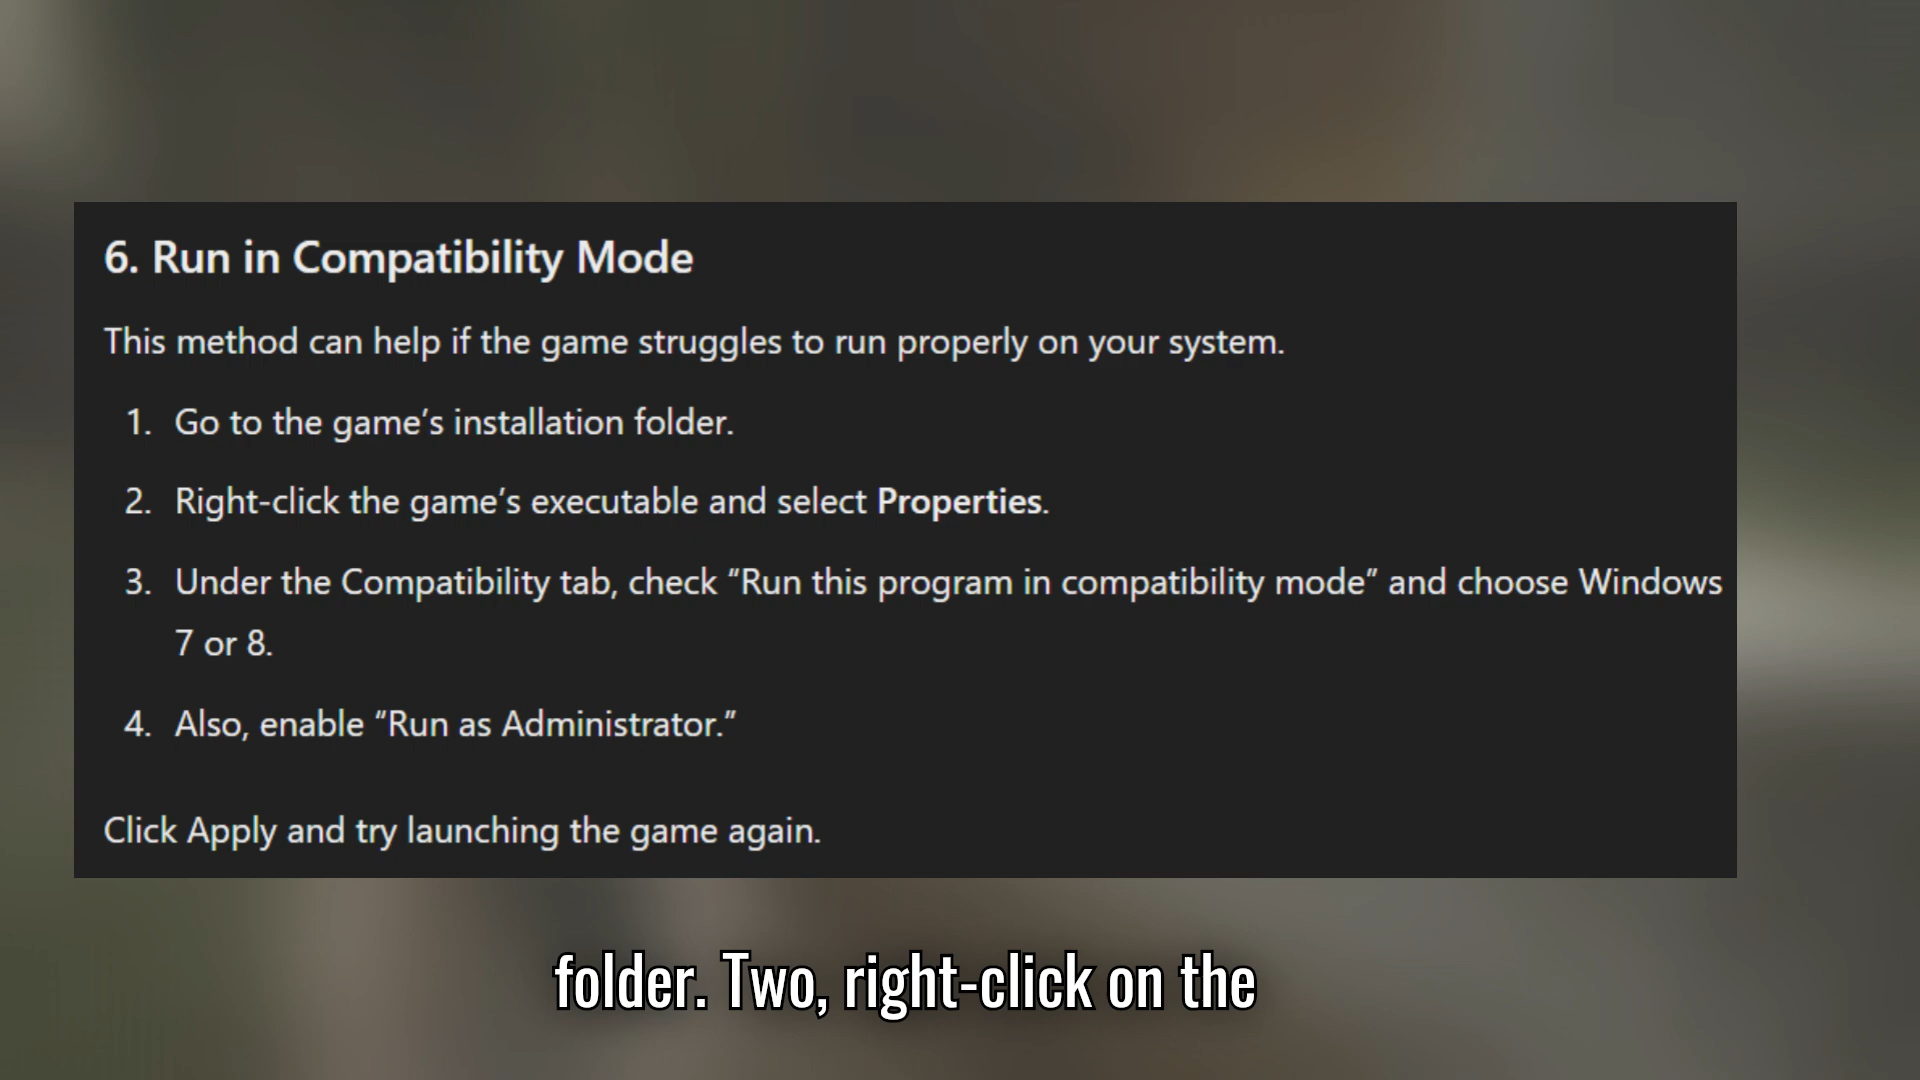 6. Run in Compatibility Mode
This method can help if the game struggles to run properly on your system.
1. Go to the game’s installation folder.
2. Right-click the game’s executable and select Properties.
3. Under the Compatibility tab, check “Run this program in compatibility mode” and choose Windows
7 or 8.
4. Also, enable “Run as Administrator.”
Click Apply and try launching the game again.
folder. Two, right-click on the